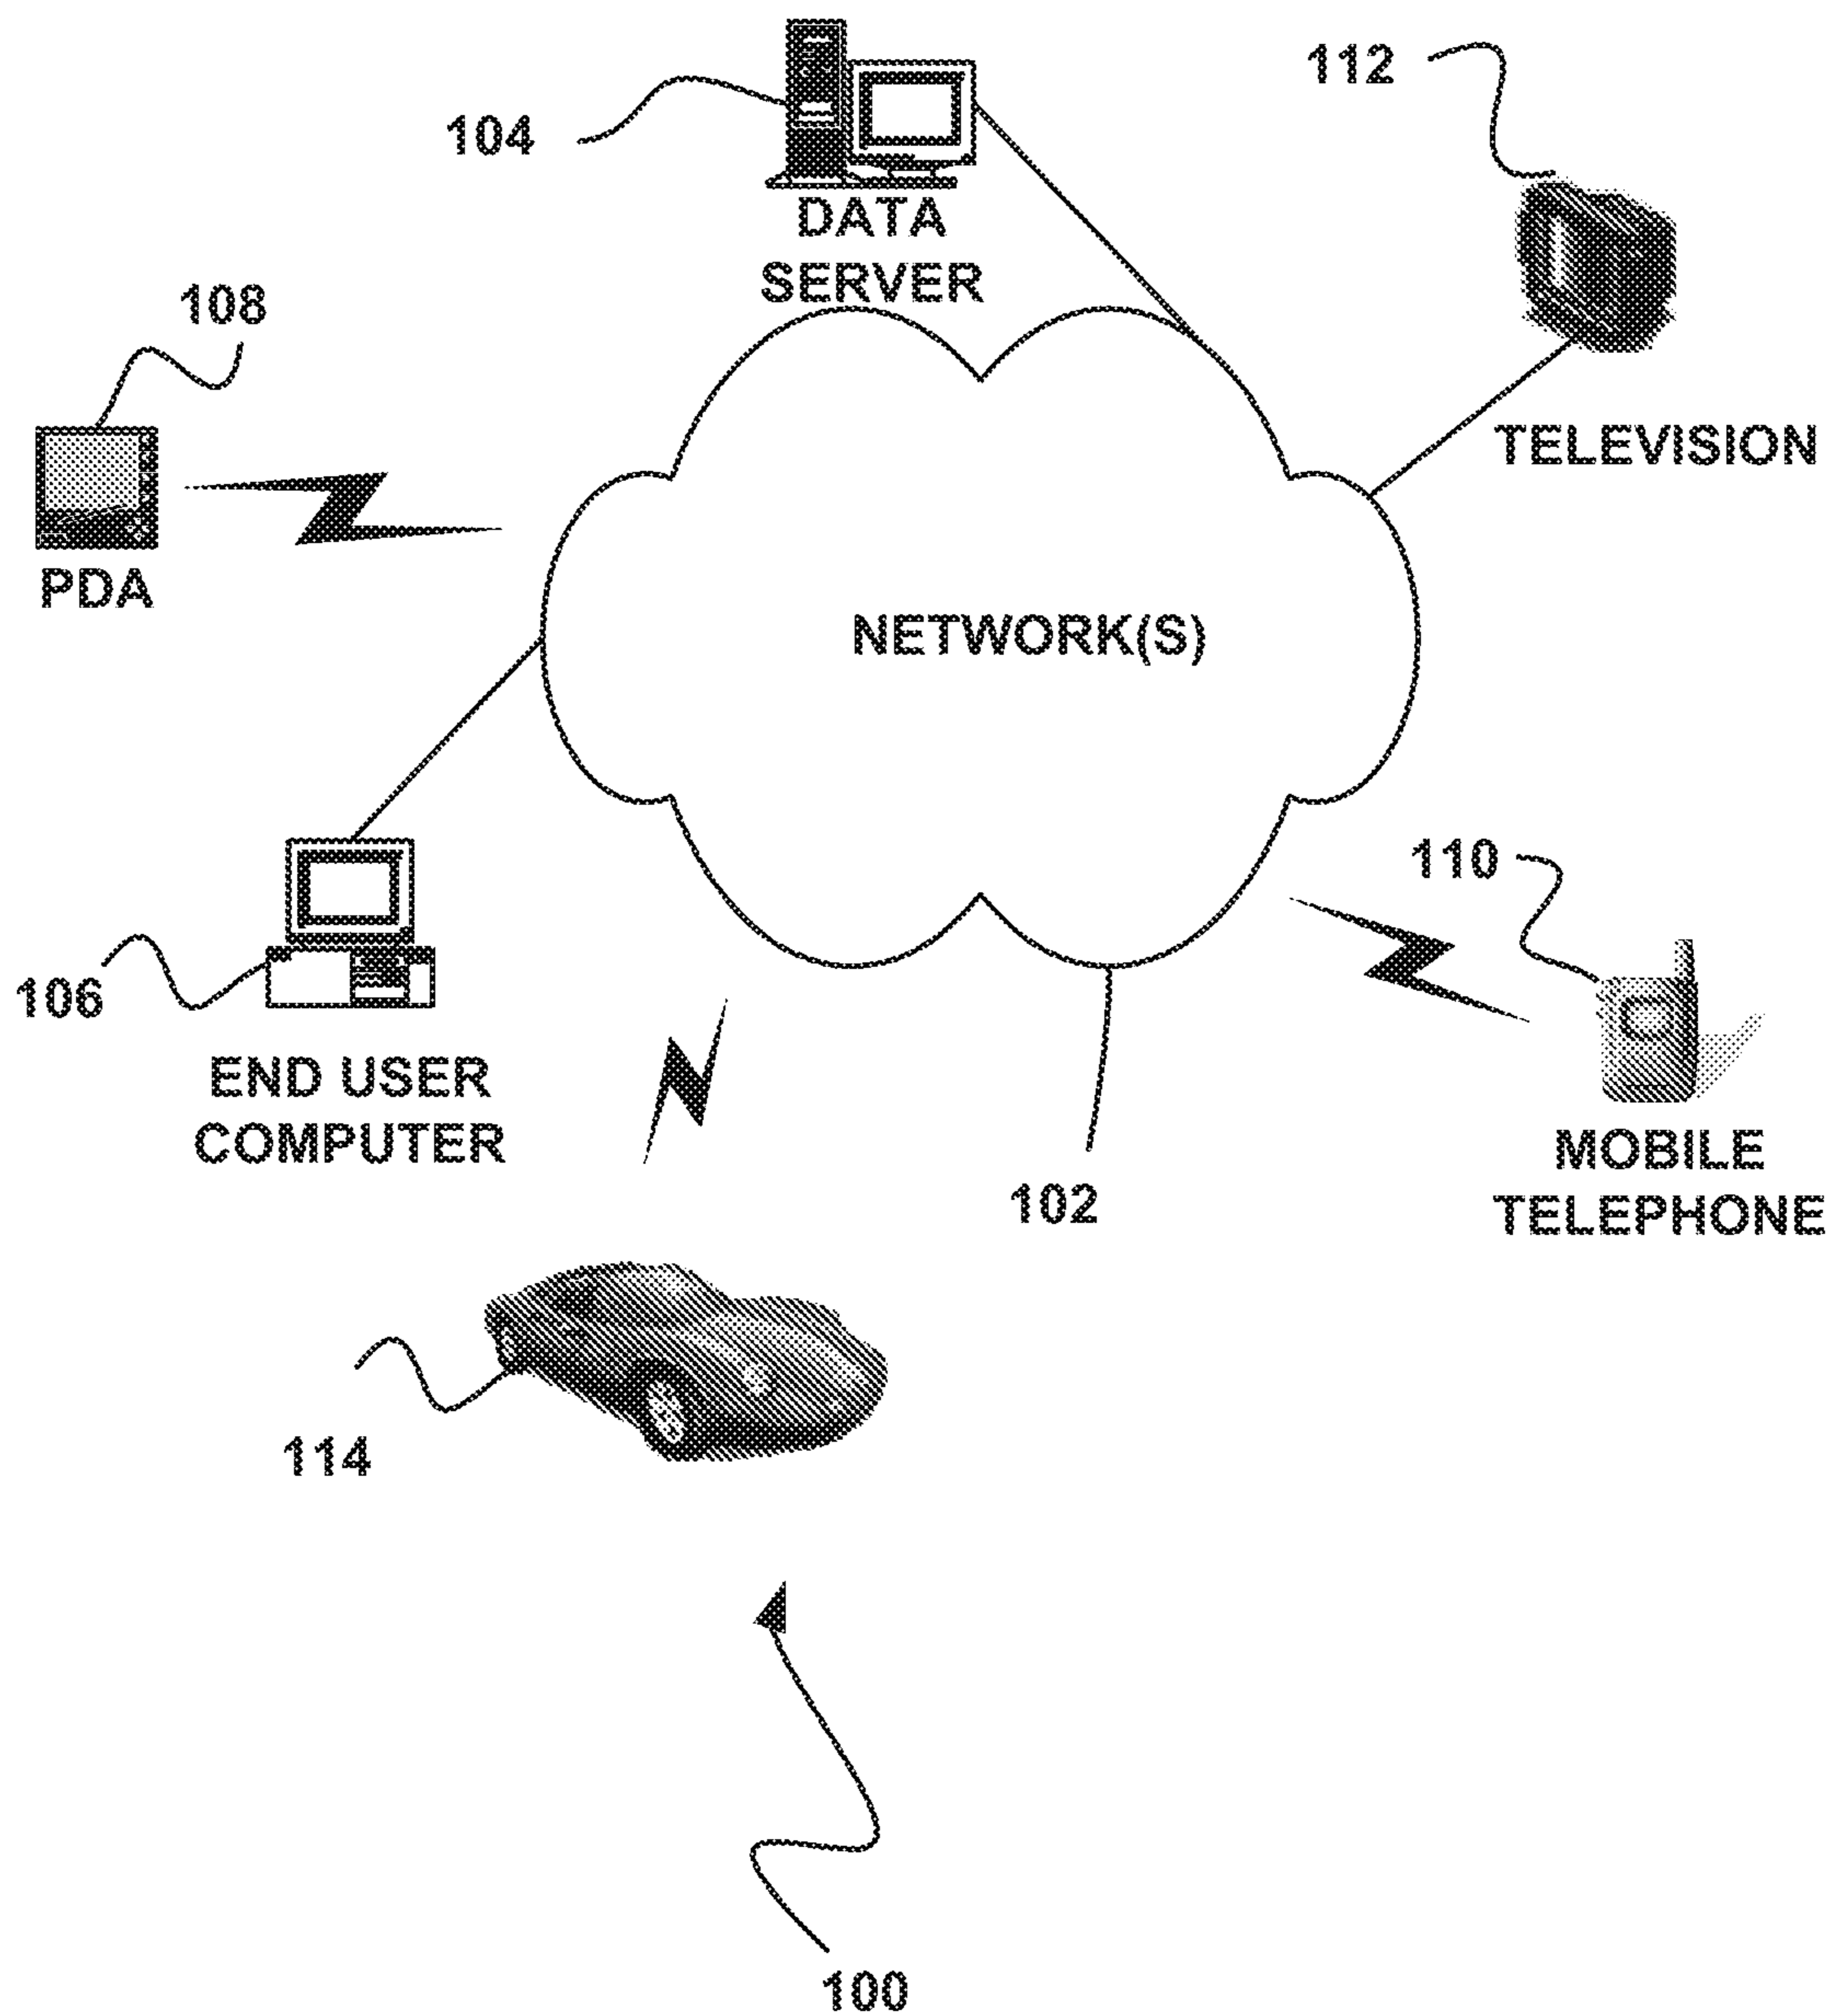 112
104
DATA
SERVER
108
TELEVISION
PDA
NETWORK(S)
110
106
END USER
COMPUTER
MOBILE
TELEPHONE
102
114
100